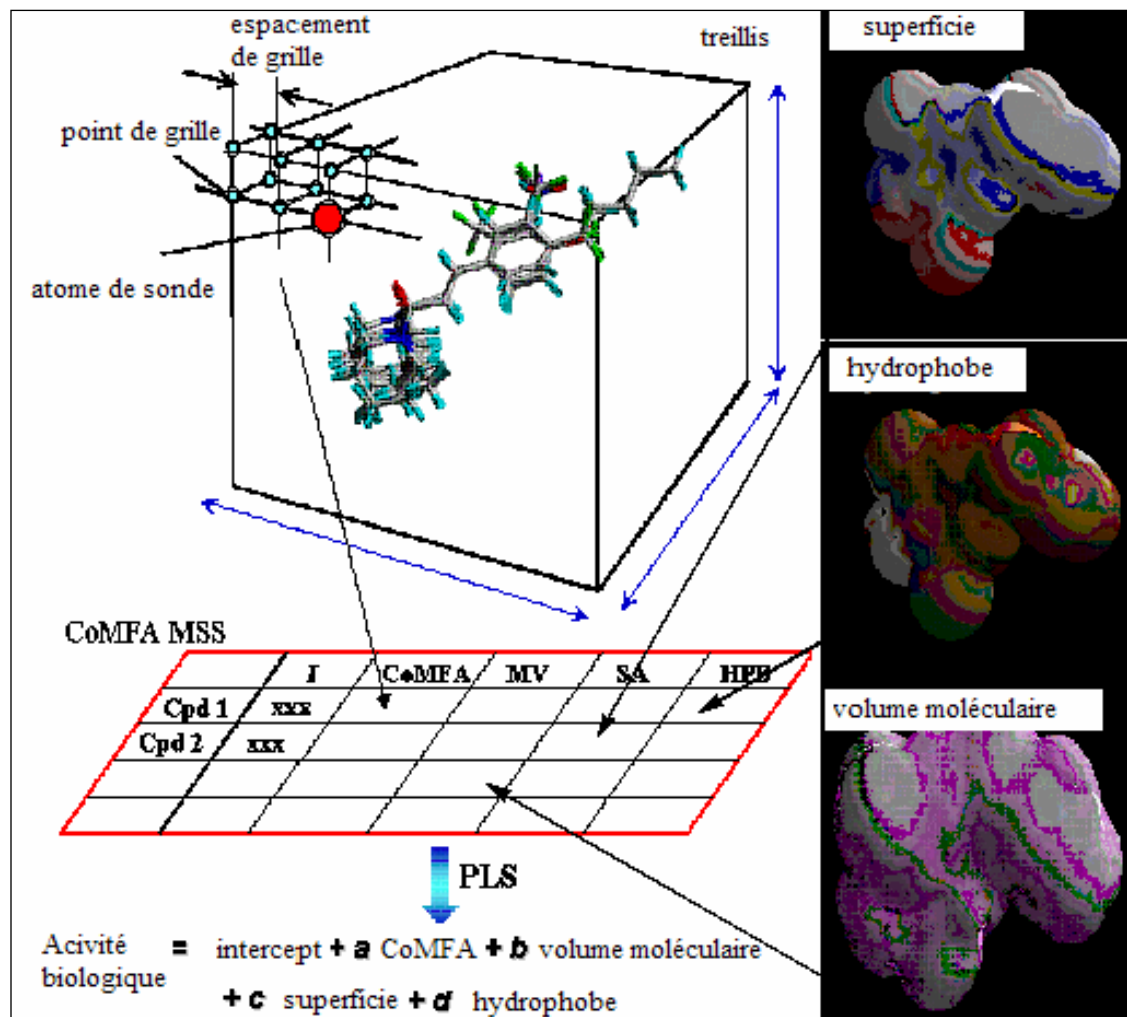 espacement
de grille
treillis
point de grille
atome de sonde
superficie
hydrophobe
volume moléculaire
CoMFA MSS
I CoMFA MV SA HPB
Cpd 1 xxx
Cpd 2 xxx
PLS
Acivité
biologique = intercept + a CoMFA + b volume moléculaire
+ c superficie + d hydrophobe